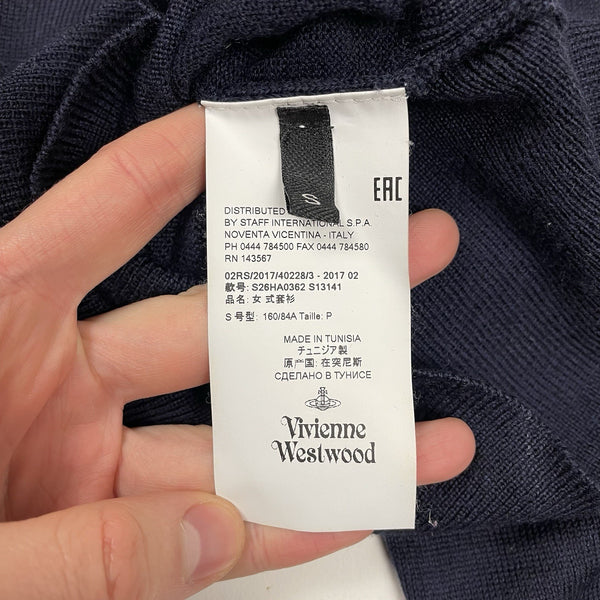 EAC
DISTRIBUTED
BY STAFF INTERNATIONAL S.P.A.
NOVENTA VICENTINA - ITALY
PH 0444 784500 FAX 0444 784580
RN 143567
02RS/2017/40228/3 - 2017 02
款号: S26HA0362 S13141
品名: 女 式套衫
S 号型: 160/84A Taille: P
MADE IN TUNISIA
チュニジア製
原产国: 在突尼斯
СДЕЛАНО В ТУНИСЕ
Vivienne
Westwood